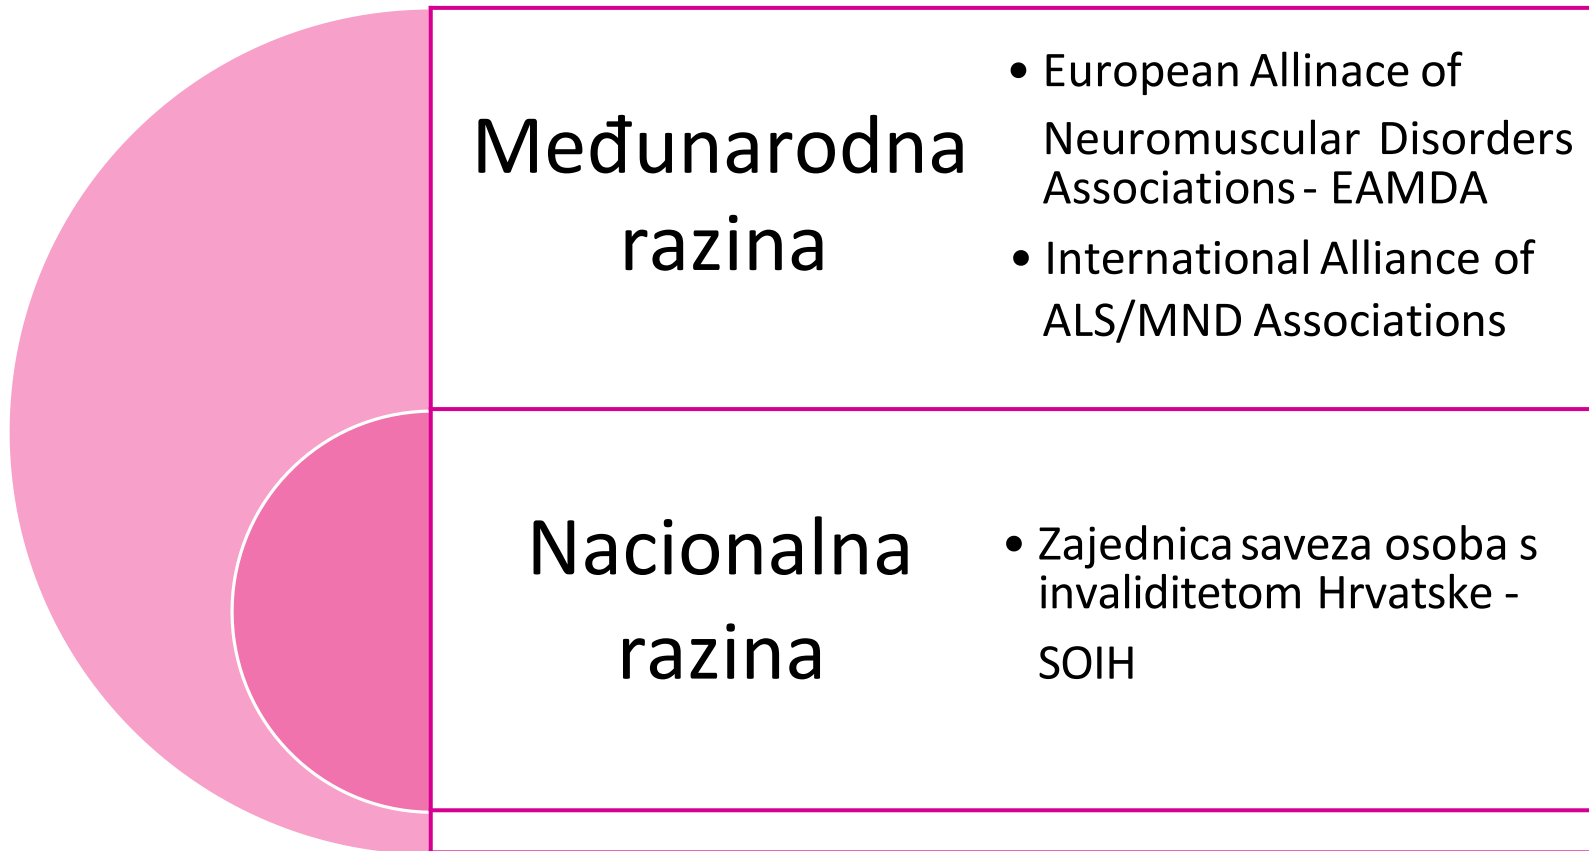 Međunarodna
razina
• European Allinace of
Neuromuscular Disorders
Associations - EAMDA
• International Alliance of
ALS/MND Associations
Nacionalna
razina
• Zajednica saveza osoba s
invaliditetom Hrvatske -
SOIH